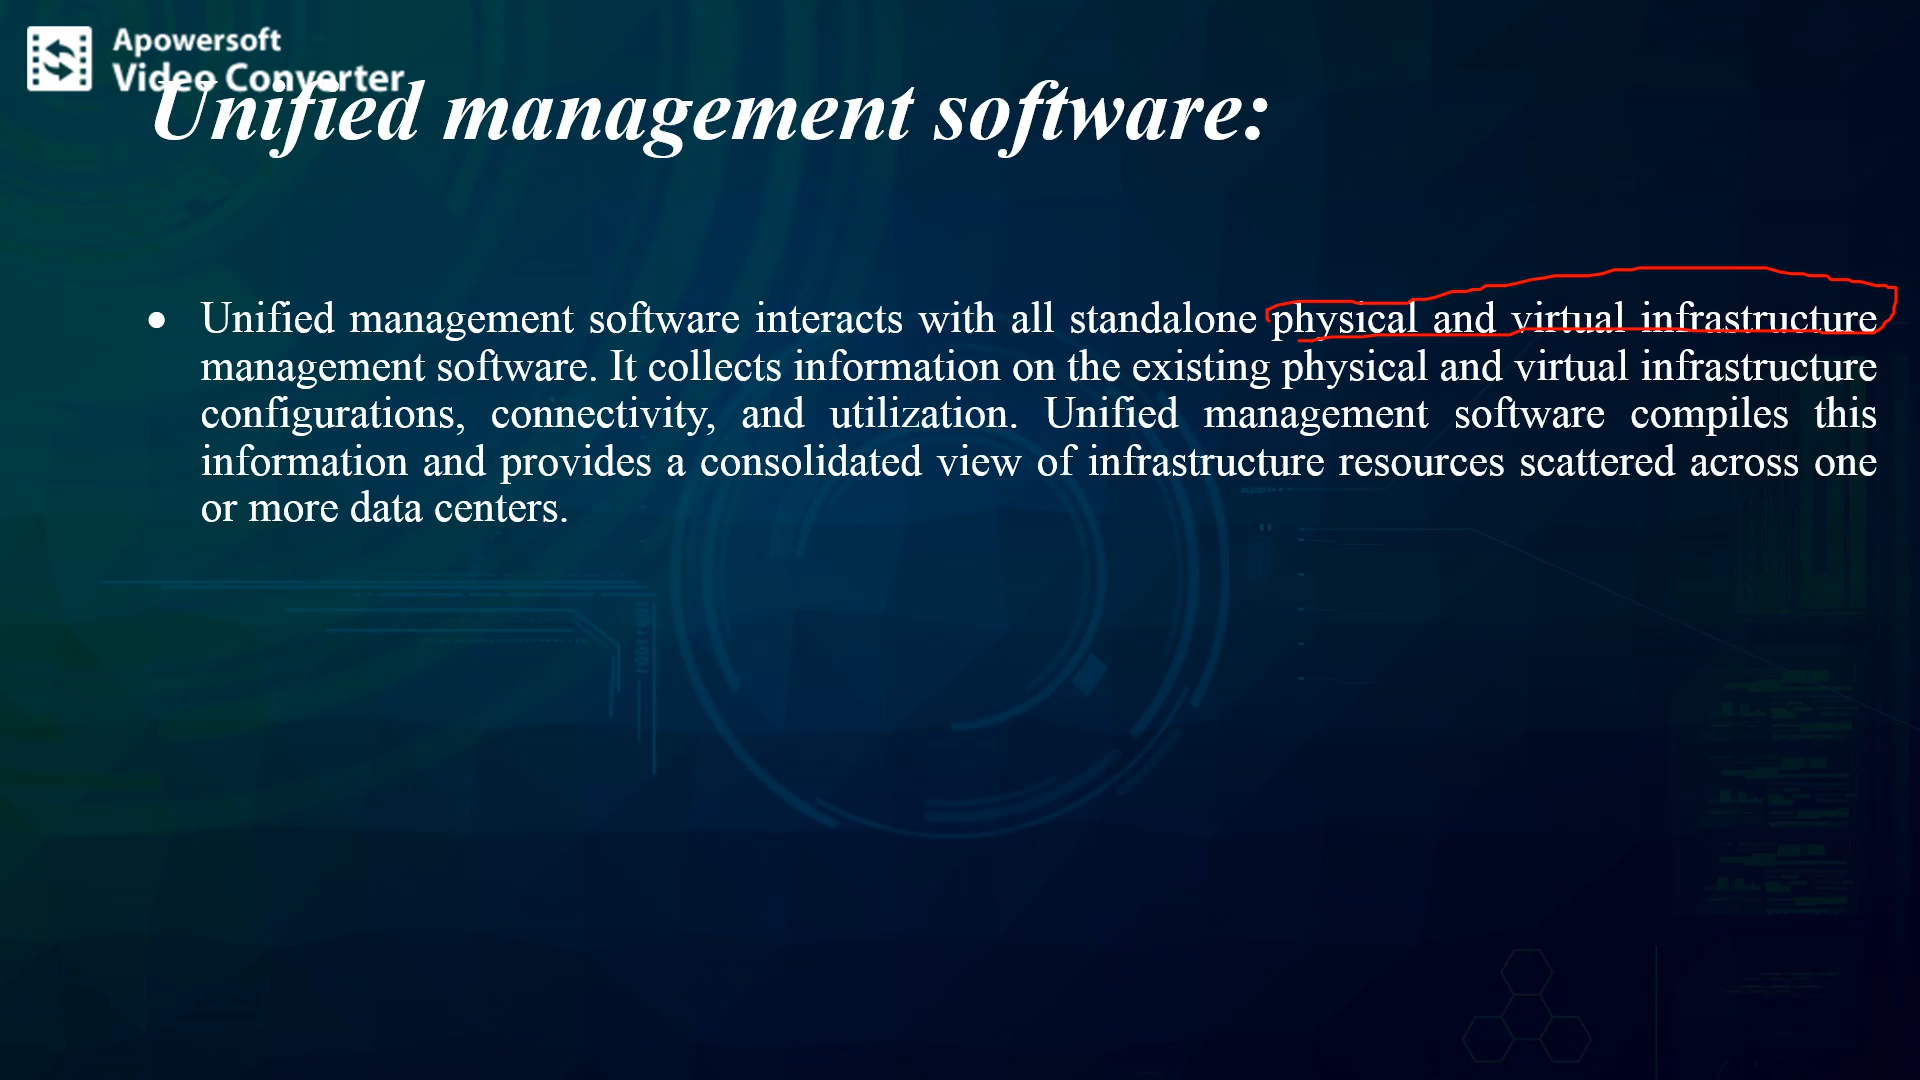 Apowersoft
Video Converter
Unified management software:
● Unified management software interacts with all standalone physical and virtual infrastructure
management software. It collects information on the existing physical and virtual infrastructure
configurations, connectivity, and utilization. Unified management software compiles this
information and provides a consolidated view of infrastructure resources scattered across one
or more data centers.